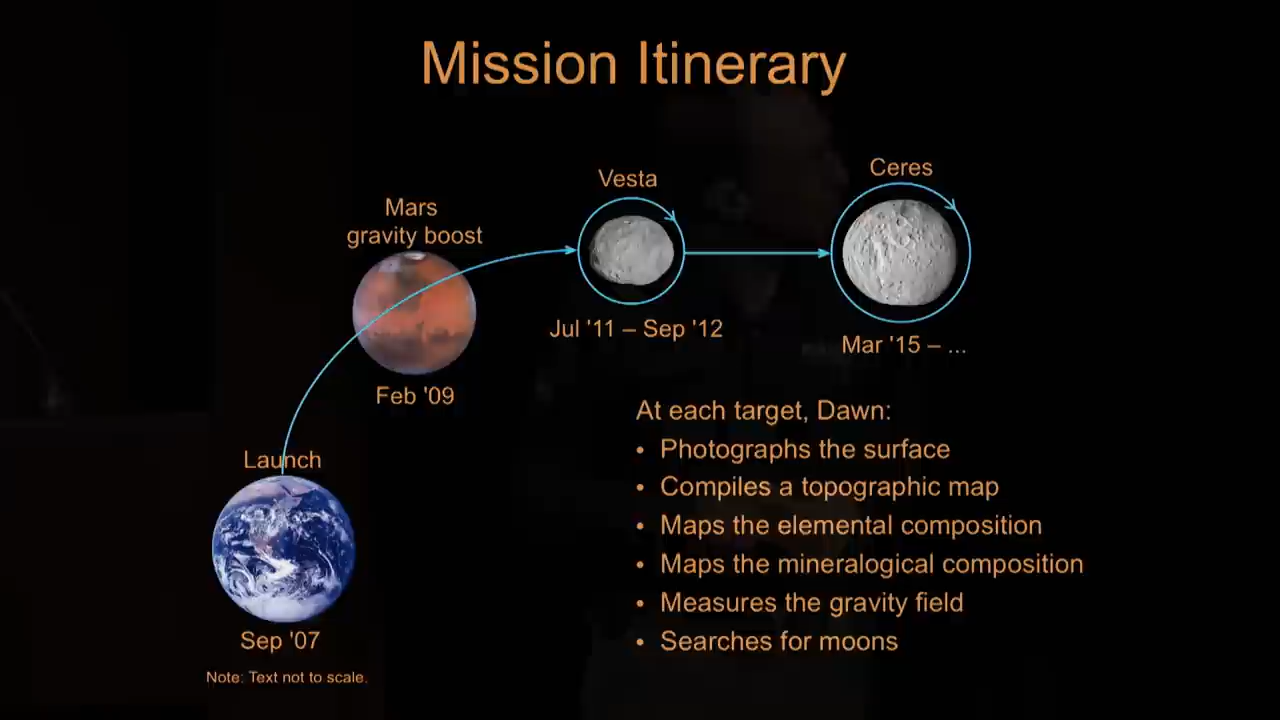 Mission Itinerary
Ceres
Vesta
Mars
gravity boost
Jul '11 – Sep '12
Mar '15 – ...
Feb '09
Launch
Sep '07
Note: Text not to scale.
At each target, Dawn:
• Photographs the surface
• Compiles a topographic map
• Maps the elemental composition
• Maps the mineralogical composition
• Measures the gravity field
• Searches for moons